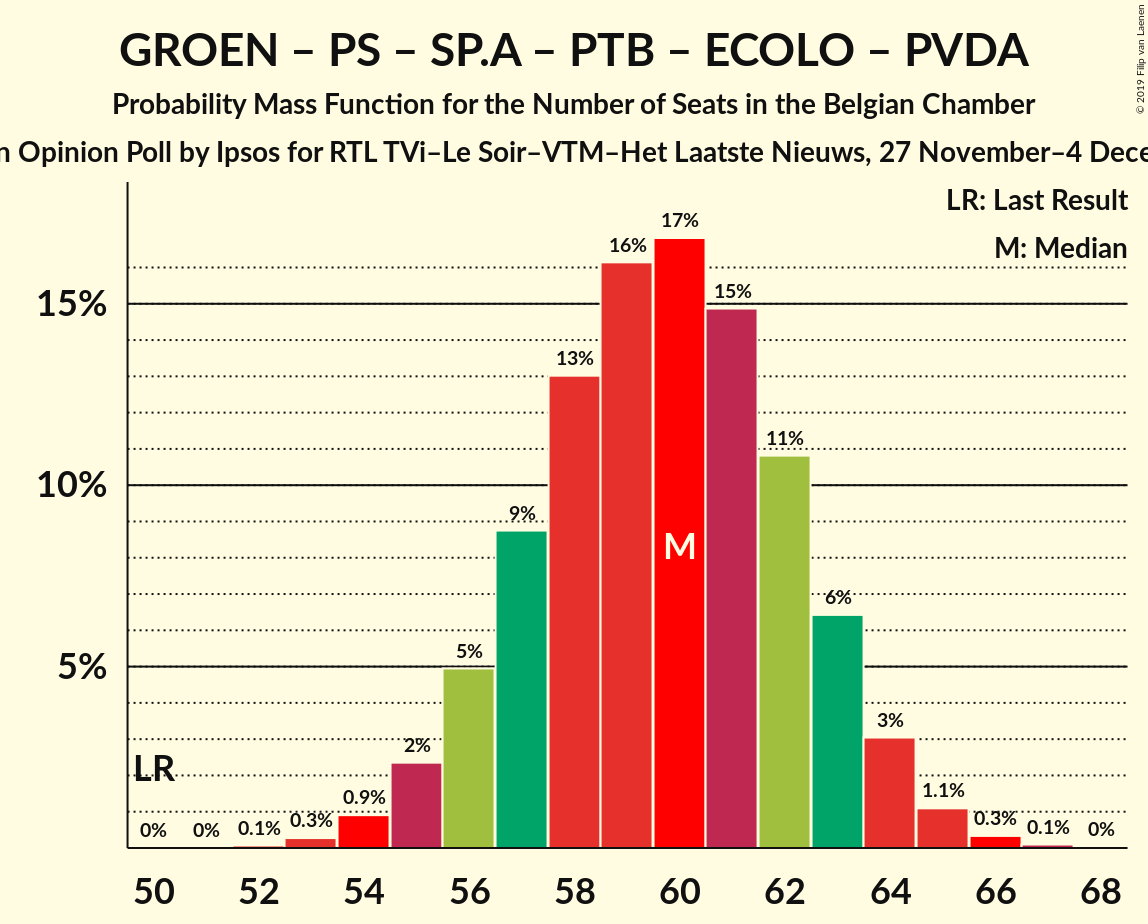 GROEN – PS – SP.A – PTB – ECOLO – PVDA
Probability Mass Function for the Number of Seats in the Belgian Chamber
n Opinion Poll by Ipsos for RTL TVi–Le Soir–VTM–Het Laatste Nieuws, 27 November–4 Dece
© 2019 Filip van Laenen
LR: Last Result
M: Median
15%
10%
5%
LR
0%
0%
0.1%
0.3%
0.9%
2%
5%
9%
13%
16%
17%
M
15%
11%
6%
3%
1.1%
0.3%
0.1%
0%
50 52 54 56 58 60 62 64 66 68